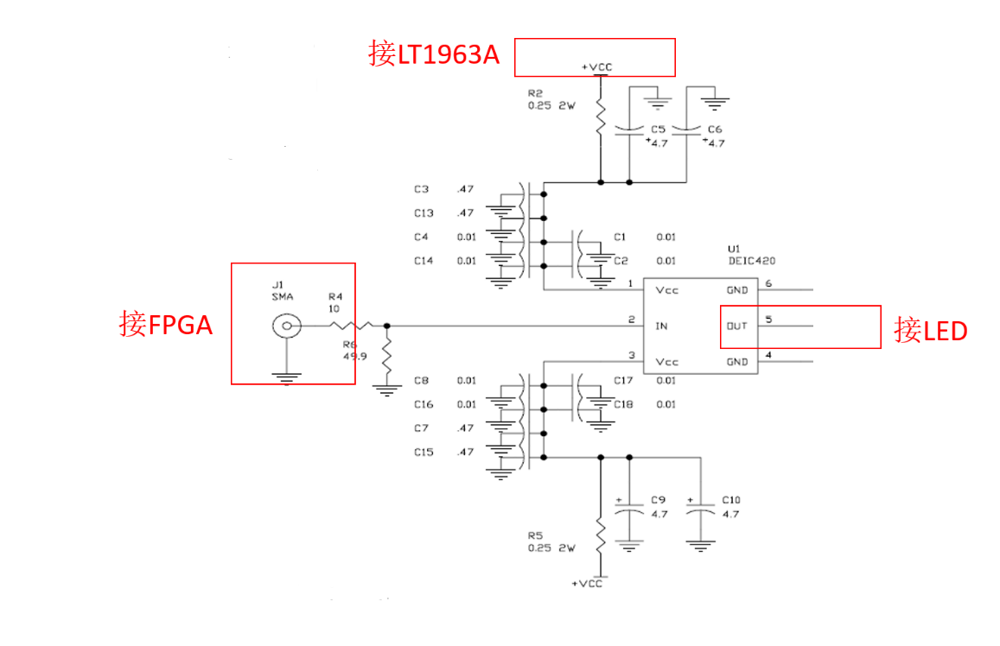 接LT1963A
+VCC
R2
0.25 2W
C5
+4.7
C6
+4.7
C3 .47
C13 .47
C4 0.01
C14 0.01
C1 0.01
C2 0.01
U1
DEIC420
1 Vcc GND 6
2 IN OUT 5
3 Vcc GND 4
接FPGA
J1
SMA
R4
10
R6
49.9
接LED
C8 0.01
C16 0.01
C7 .47
C15 .47
C17 0.01
C18 0.01
+ C9
4.7
+ C10
4.7
R5
0.25 2W
+VCC